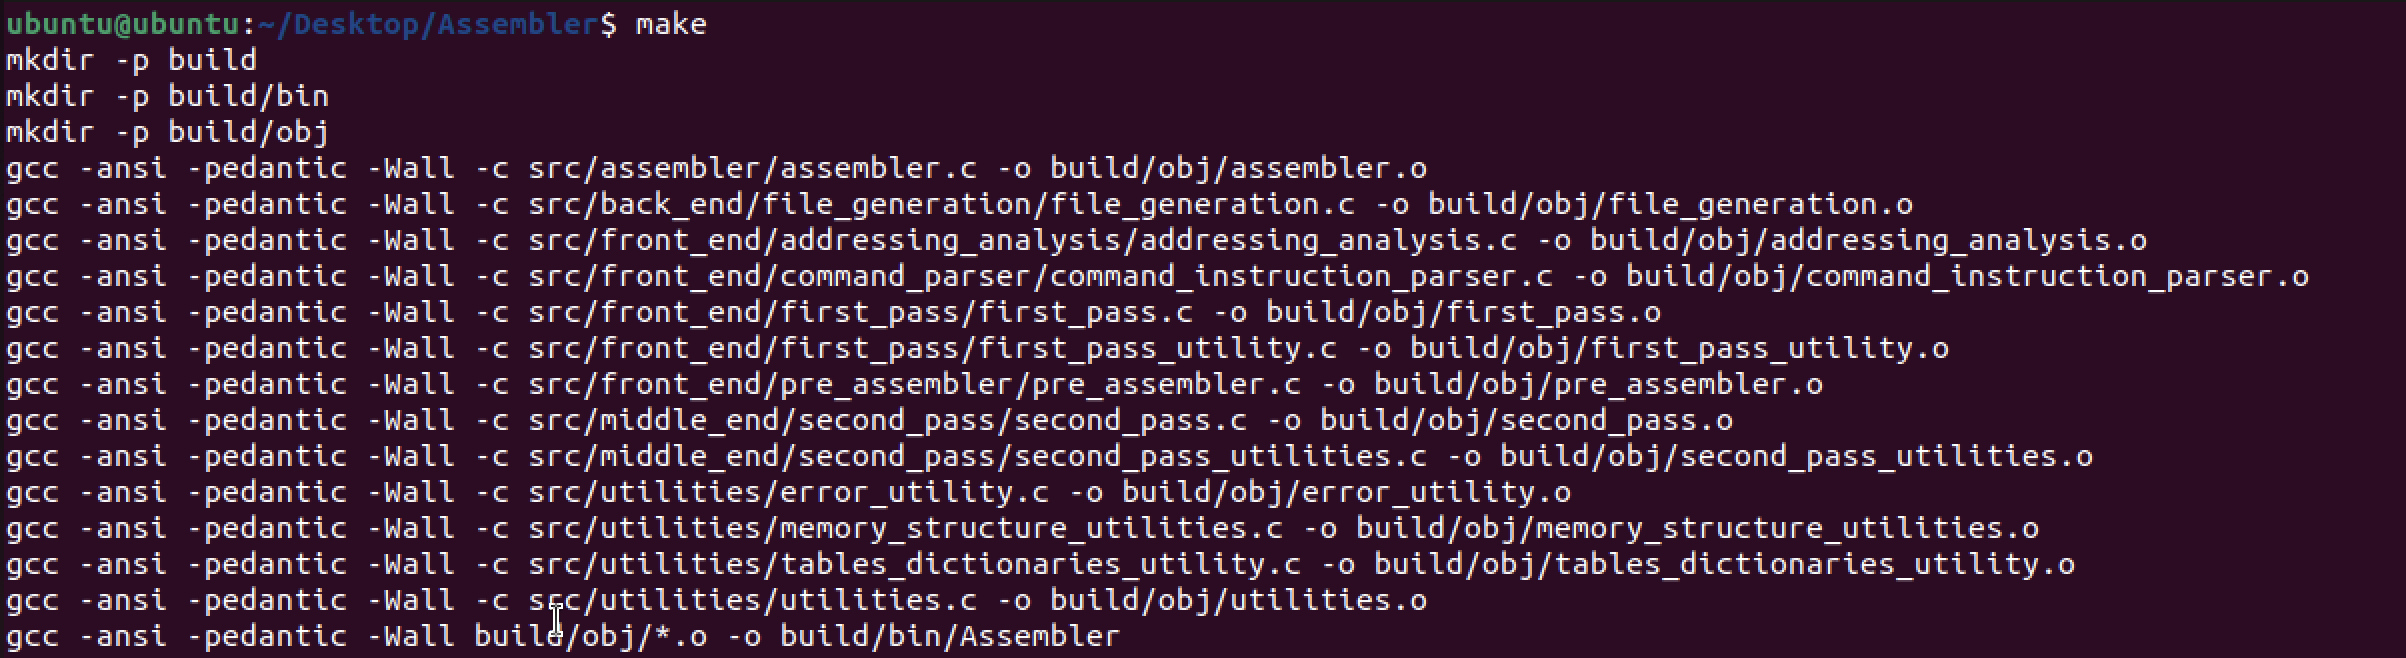 ubuntu@ubuntu:~/Desktop/Assembler$ make
mkdir -p build
mkdir -p build/bin
mkdir -p build/obj
gcc -ansi -pedantic -Wall -c src/assembler/assembler.c -o build/obj/assembler.o
gcc -ansi -pedantic -Wall -c src/back_end/file_generation/file_generation.c -o build/obj/file_generation.o
gcc -ansi -pedantic -Wall -c src/front_end/addressing_analysis/addressing_analysis.c -o build/obj/addressing_analysis.o
gcc -ansi -pedantic -Wall -c src/front_end/command_parser/command_instruction_parser.c -o build/obj/command_instruction_parser.o
gcc -ansi -pedantic -Wall -c src/front_end/first_pass/first_pass.c -o build/obj/first_pass.o
gcc -ansi -pedantic -Wall -c src/front_end/first_pass/first_pass_utility.c -o build/obj/first_pass_utility.o
gcc -ansi -pedantic -Wall -c src/front_end/pre_assembler/pre_assembler.c -o build/obj/pre_assembler.o
gcc -ansi -pedantic -Wall -c src/middle_end/second_pass/second_pass.c -o build/obj/second_pass.o
gcc -ansi -pedantic -Wall -c src/middle_end/second_pass/second_pass_utilities.c -o build/obj/second_pass_utilities.o
gcc -ansi -pedantic -Wall -c src/utilities/error_utility.c -o build/obj/error_utility.o
gcc -ansi -pedantic -Wall -c src/utilities/memory_structure_utilities.c -o build/obj/memory_structure_utilities.o
gcc -ansi -pedantic -Wall -c src/utilities/tables_dictionaries_utility.c -o build/obj/tables_dictionaries_utility.o
gcc -ansi -pedantic -Wall -c src/utilities/utilities.c -o build/obj/utilities.o
gcc -ansi -pedantic -Wall build/obj/*.o -o build/bin/Assembler